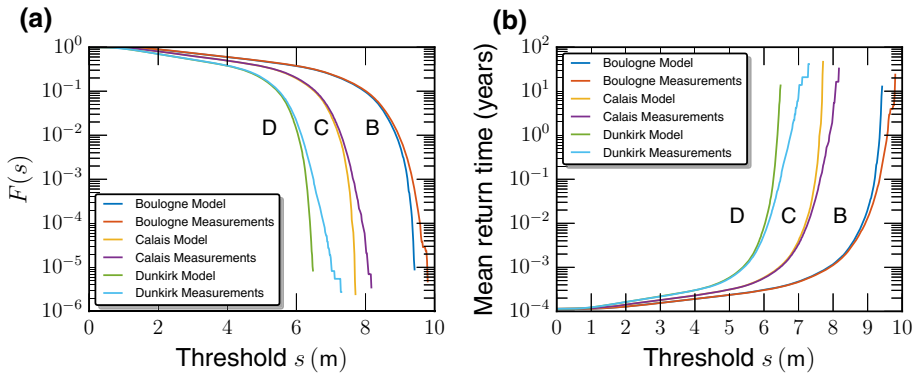 (a)
10^0
10^-1
10^-2
10^-3
10^-4
10^-5
10^-6
F(s)
D C B
Boulogne Model
Boulogne Measurements
Calais Model
Calais Measurements
Dunkirk Model
Dunkirk Measurements
0 2 4 6 8 10
Threshold s (m)
(b)
10^2
10^1
10^0
10^-1
10^-2
10^-3
10^-4
Mean return time (years)
Boulogne Model
Boulogne Measurements
Calais Model
Calais Measurements
Dunkirk Model
Dunkirk Measurements
D C B
0 1 2 3 4 5 6 7 8 9 10
Threshold s (m)